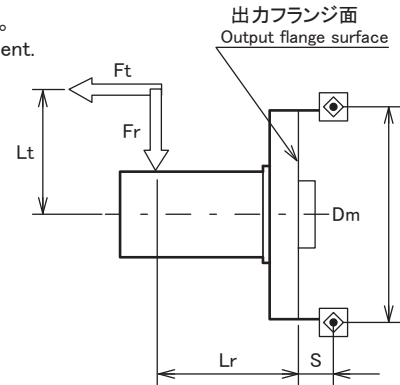 。
ent.
出力フランジ面
Output flange surface
Ft
Fr
Lt
Dm
Lr
S